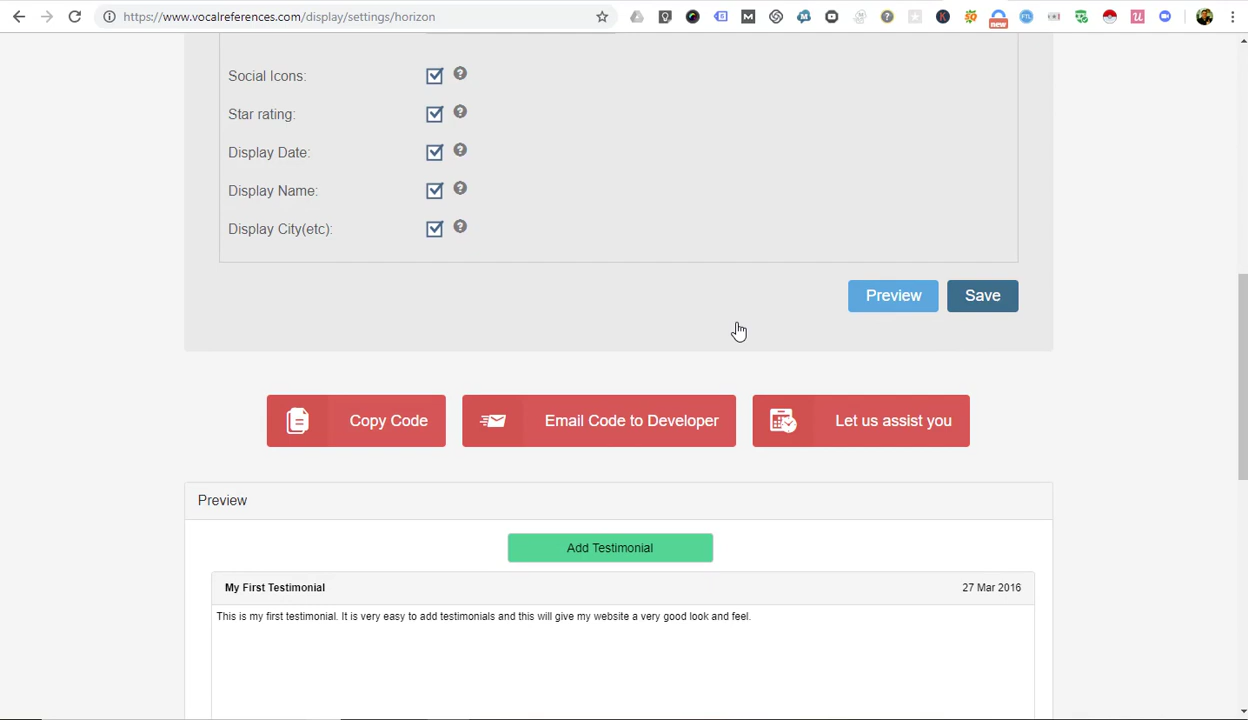 https://www.vocalreferences.com/display/settings/horizon
new
Social Icons:
Star rating:
Display Date:
Display Name:
Display City(etc):
Preview
Save
Copy Code
Email Code to Developer
Let us assist you
Preview
Add Testimonial
My First Testimonial
27 Mar 2016
This is my first testimonial. It is very easy to add testimonials and this will give my website a very good look and feel.